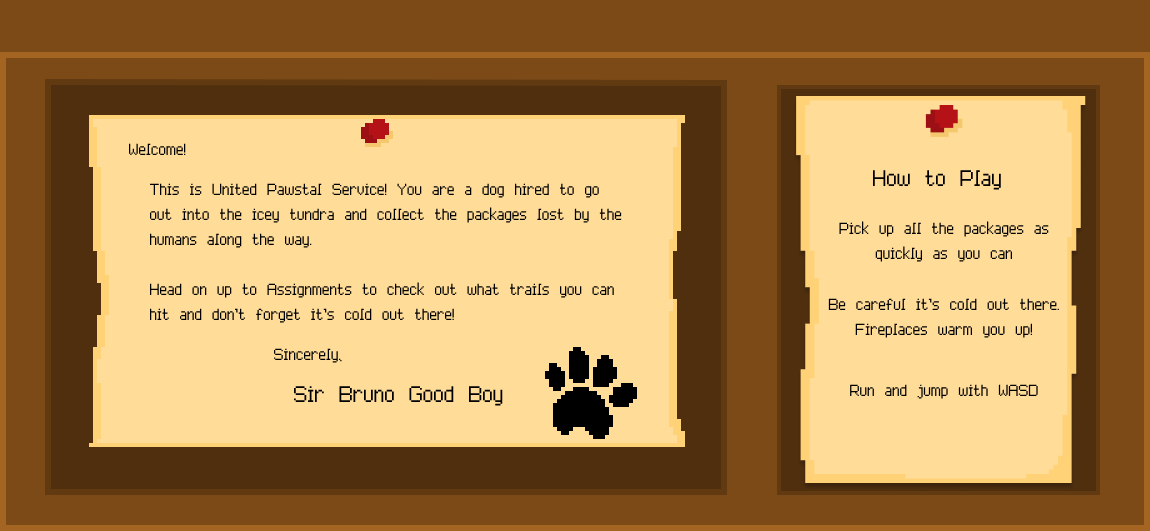 Welcome!
This is United Pawstal Service! You are a dog hired to go
out into the icey tundra and collect the packages lost by the
humans along the way.
Head on up to Assignments to check out what trails you can
hit and don't forget it's cold out there!
Sincerely,
Sir Bruno Good Boy
How to Play
Pick up all the packages as
quickly as you can
Be careful it's cold out there.
Fireplaces warm you up!
Run and jump with WASD